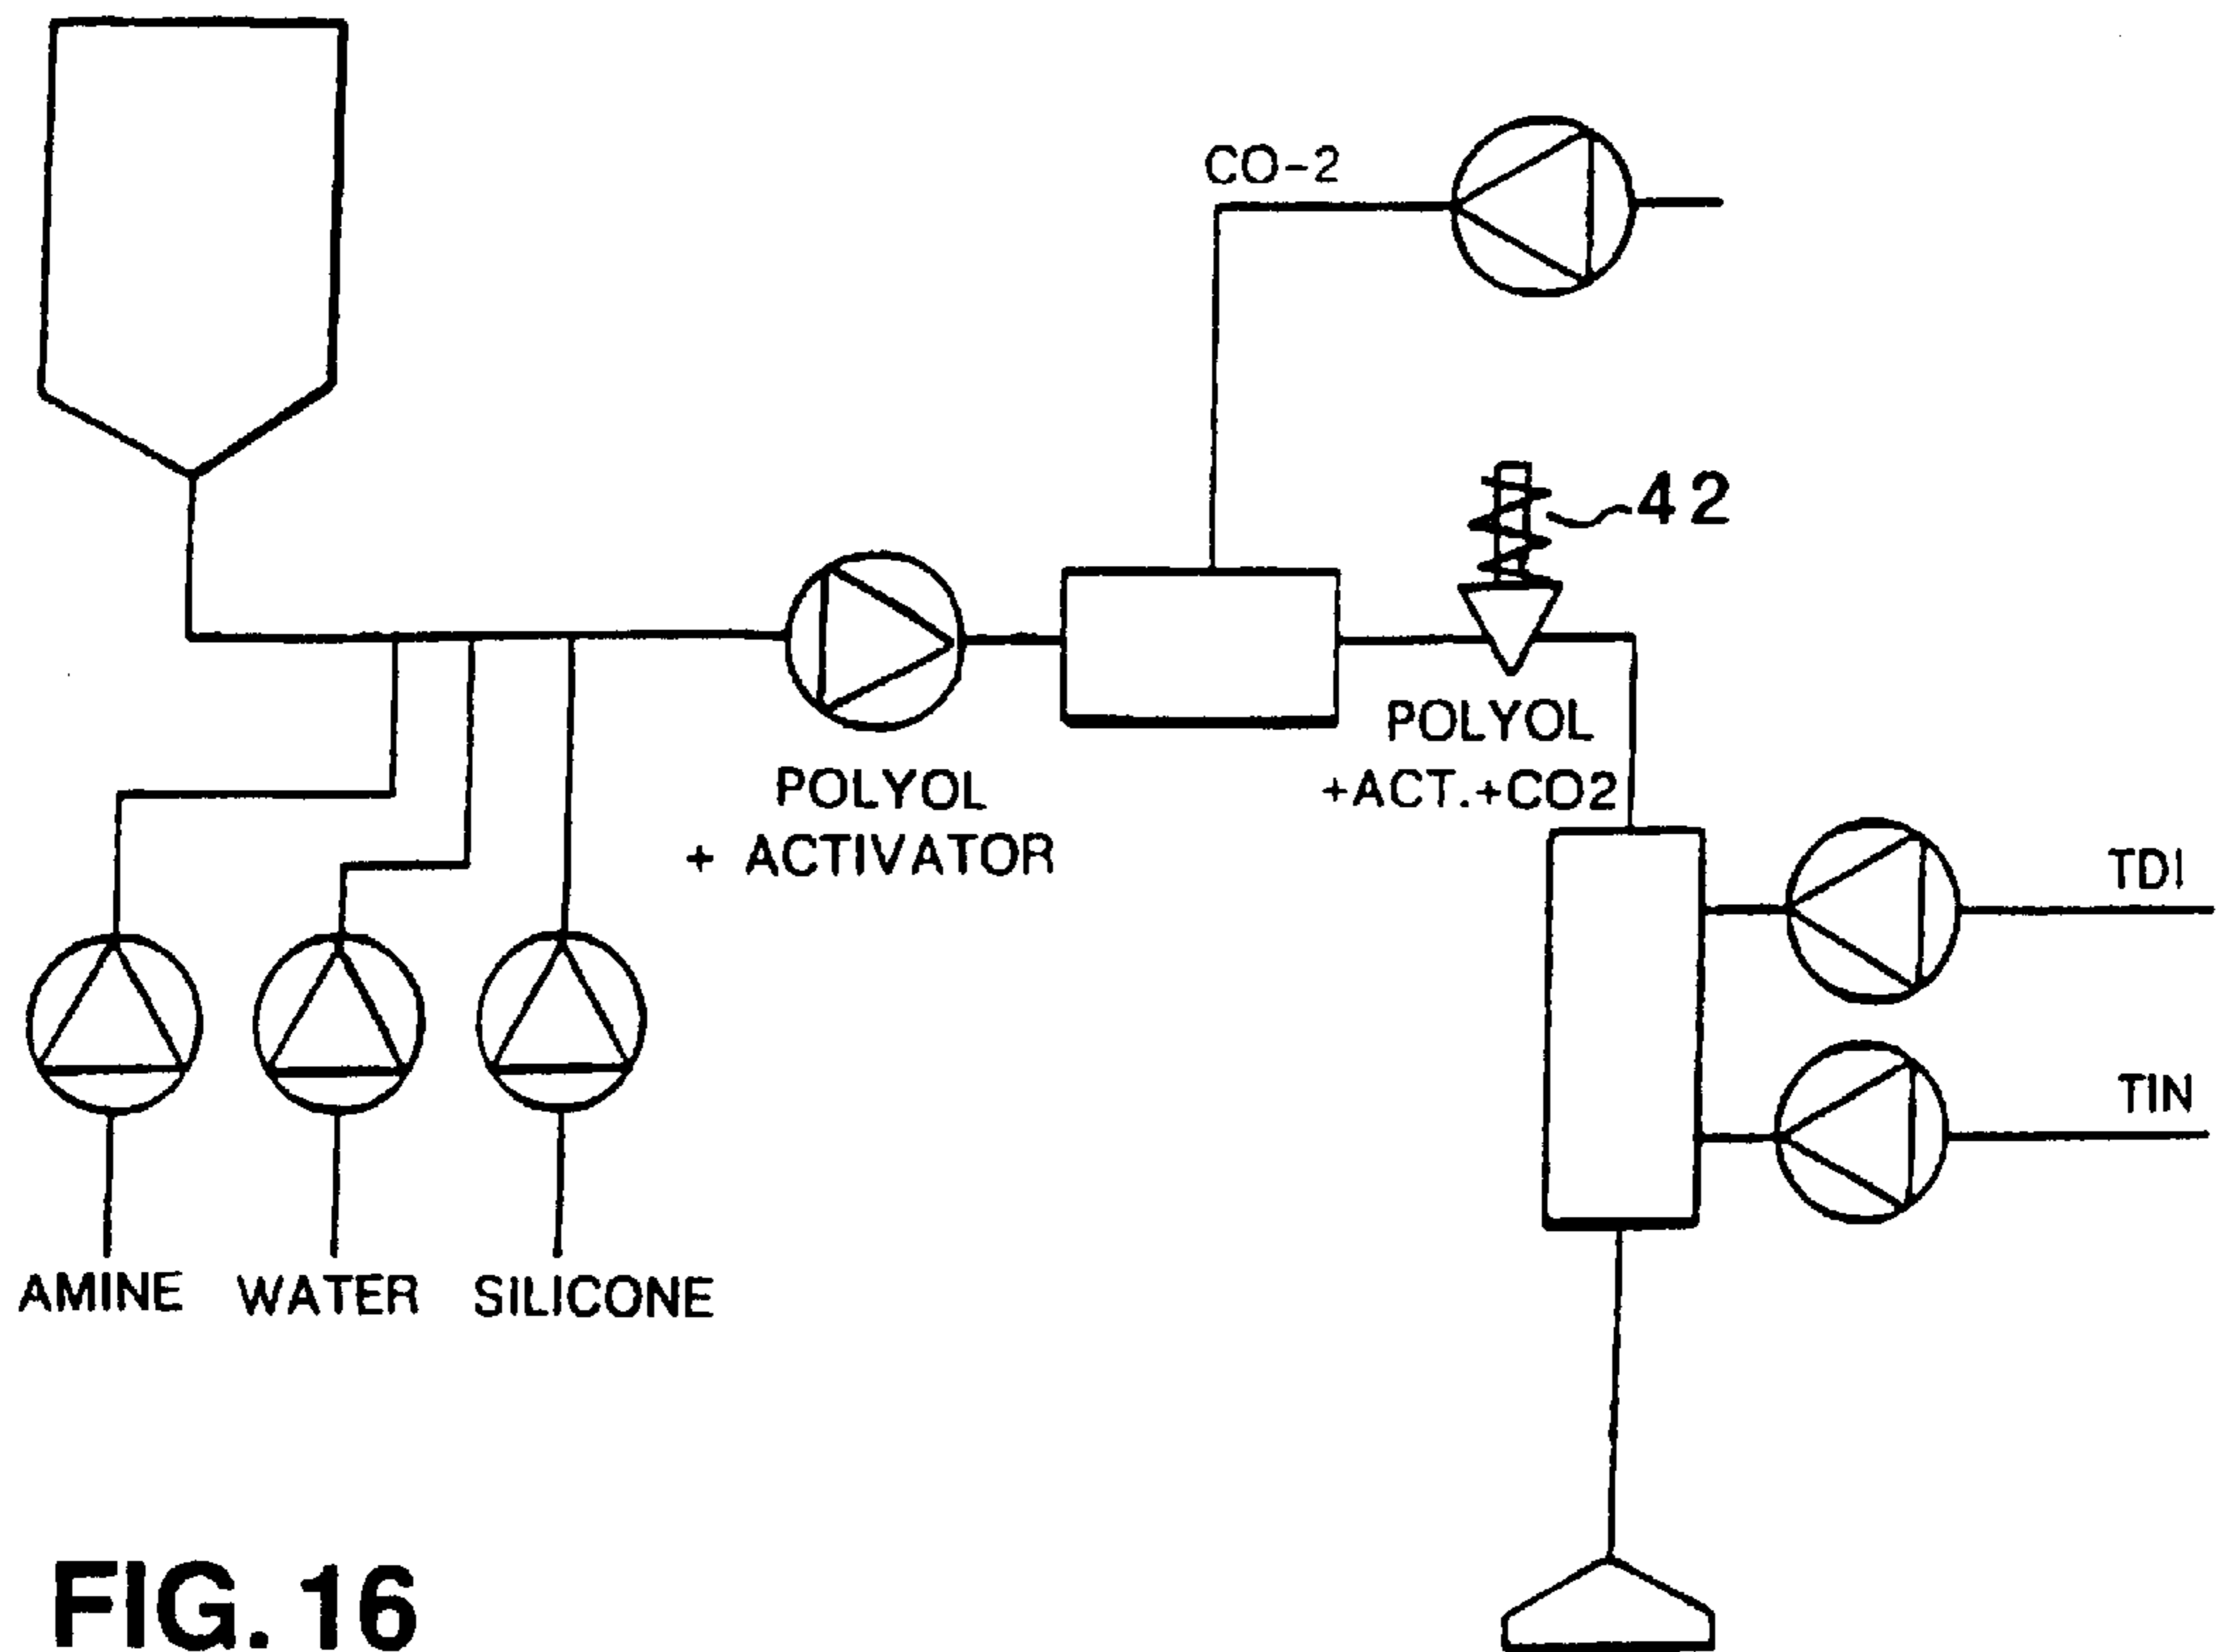 CO-2
42
POLYOL
+ACT.+CO2
POLYOL
+ ACTIVATOR
TDI
TIN
AMINE
WATER
SILICONE
FIG. 16